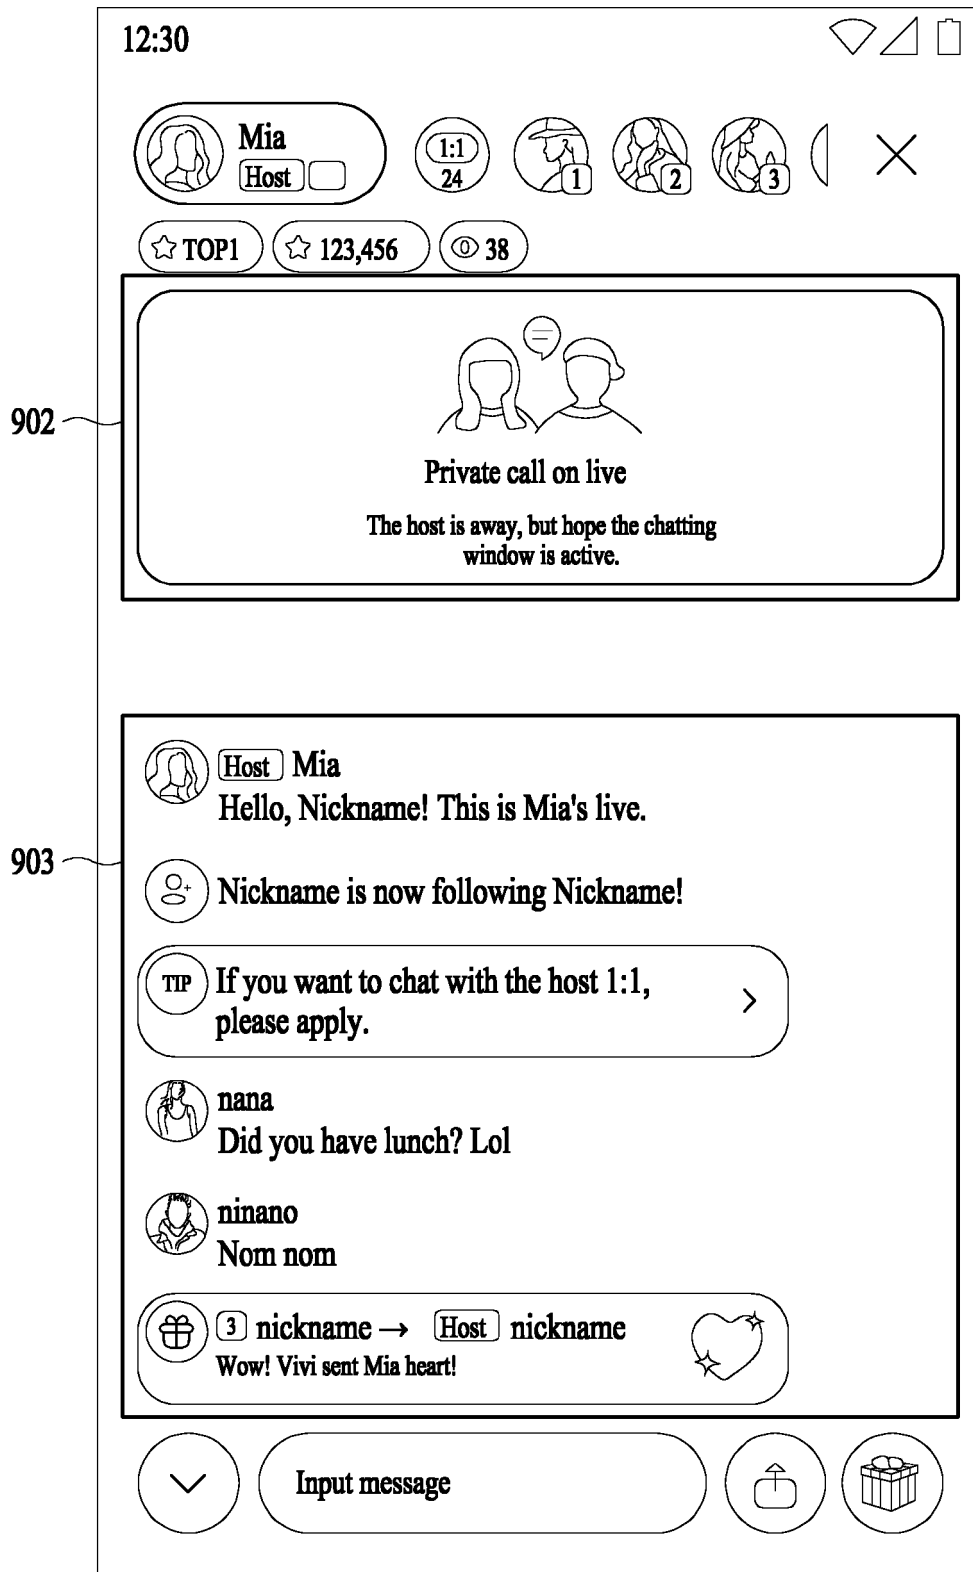 12:30
Mia
Host
1:1
24
1
2
3
TOP1
123,456
38
902
Private call on live
The host is away, but hope the chatting
window is active.
Host Mia
Hello, Nickname! This is Mia's live.
903
Nickname is now following Nickname!
TIP
If you want to chat with the host 1:1,
please apply.
nana
Did you have lunch? Lol
ninano
Nom nom
3 nickname → Host nickname
Wow! Vivi sent Mia heart!
Input message